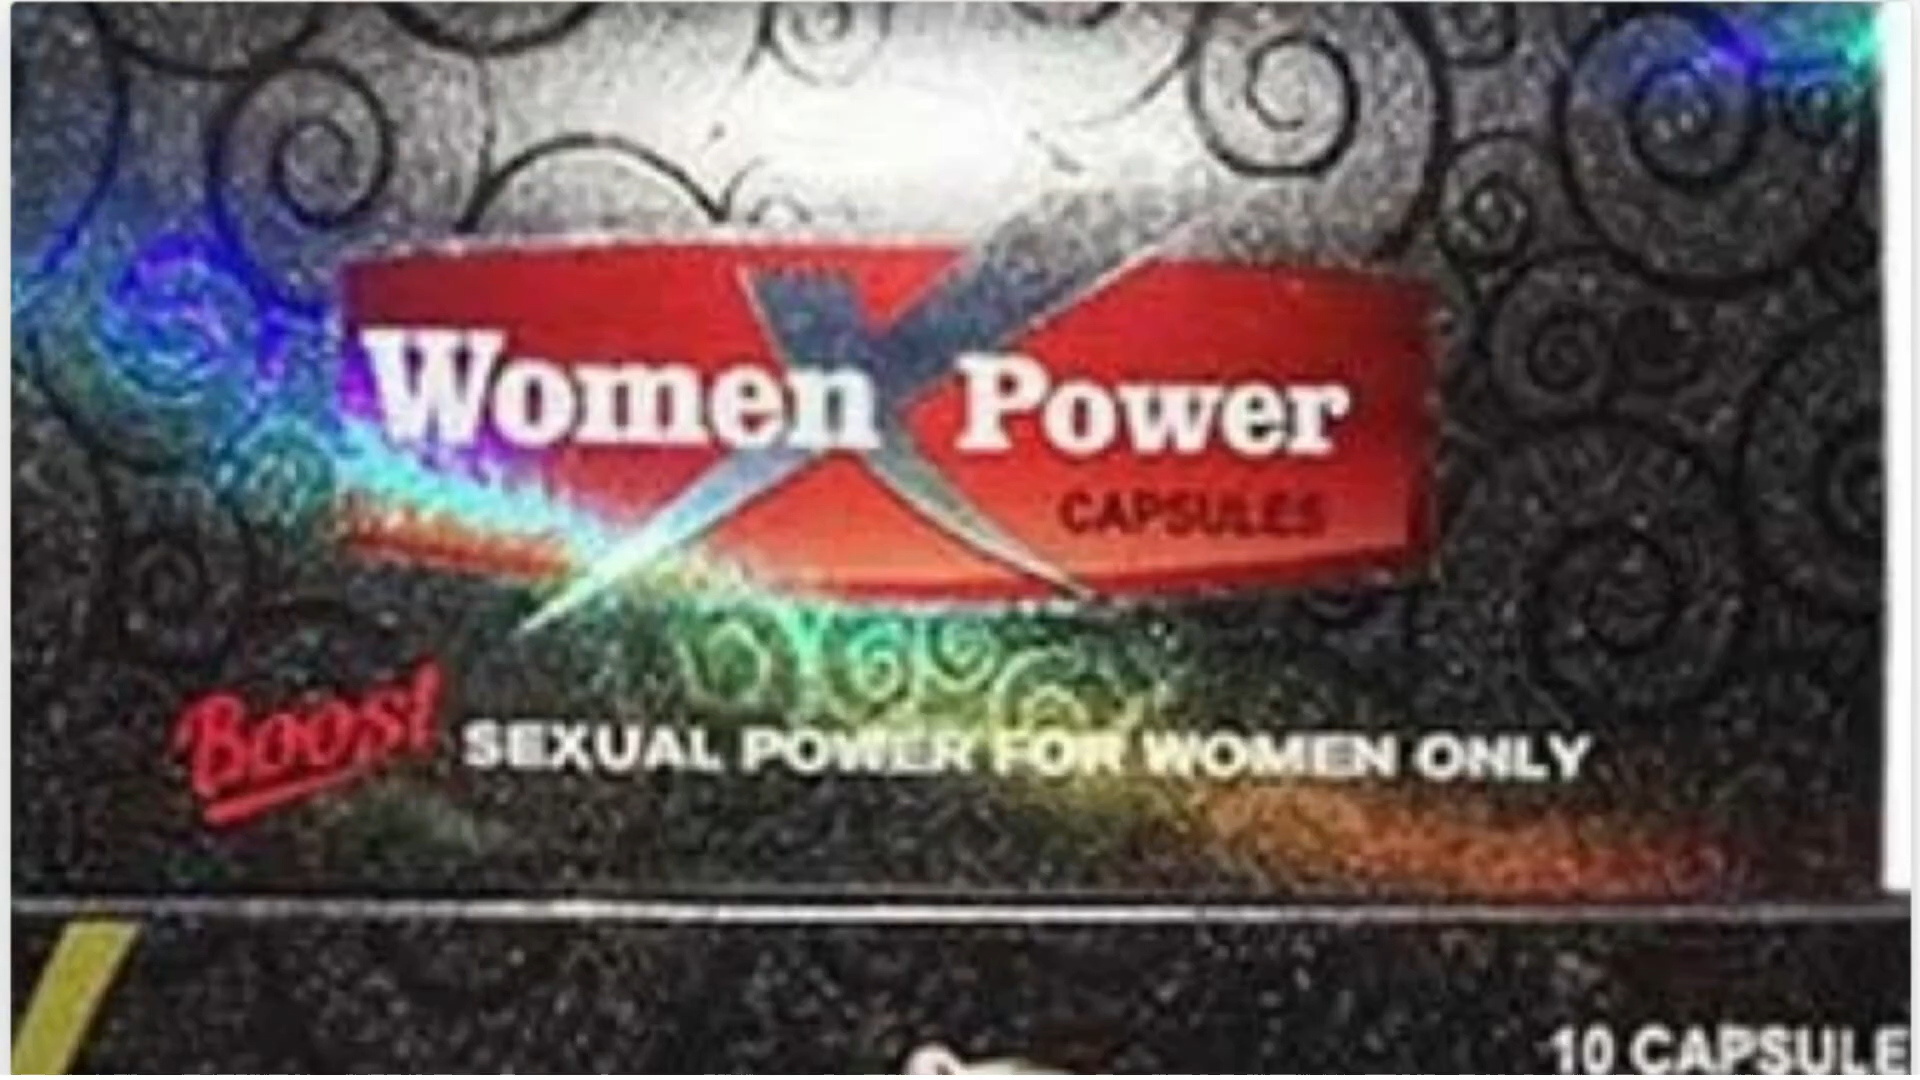 Women X Power
CAPSULES
Boost SEXUAL POWER FOR WOMEN ONLY
10 CAPSULE